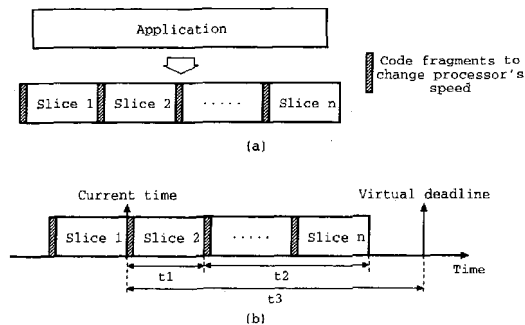 Application
Code fragments to
change processor's
speed
Slice 1 Slice 2 ..... Slice n
(a)
Current time
Virtual deadline
Slice 1 Slice 2 ..... Slice n
Time
t1
t2
t3
(b)